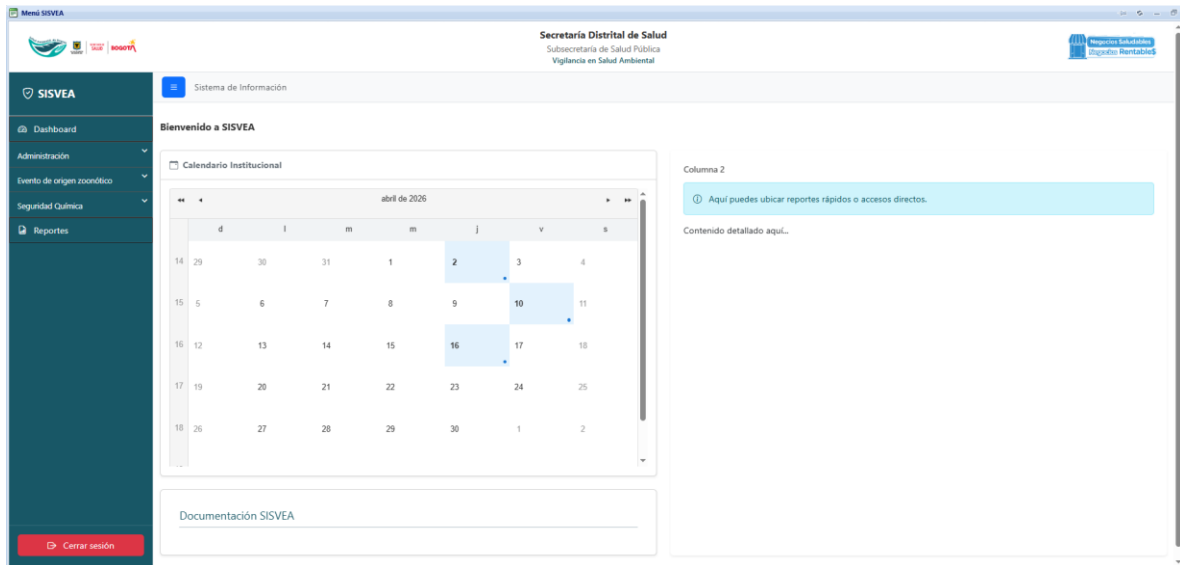 Menú SISVEA
Secretaría Distrital de Salud
Subsecretaría de Salud Pública
Vigilancia en Salud Ambiental
BOGOTÁ
Negocios Saludables
Negocios Rentable$
SISVEA
Dashboard
Administración
Evento de origen zoonótico
Seguridad Química
Reportes
Cerrar sesión
Sistema de Información
Bienvenido a SISVEA
Calendario Institucional
abril de 2026
d l m m j v s
14 29 30 31 1 2 3 4
15 5 6 7 8 9 10 11
16 12 13 14 15 16 17 18
17 19 20 21 22 23 24 25
18 26 27 28 29 30 1 2
Documentación SISVEA
Columna 2
Aquí puedes ubicar reportes rápidos o accesos directos.
Contenido detallado aquí...